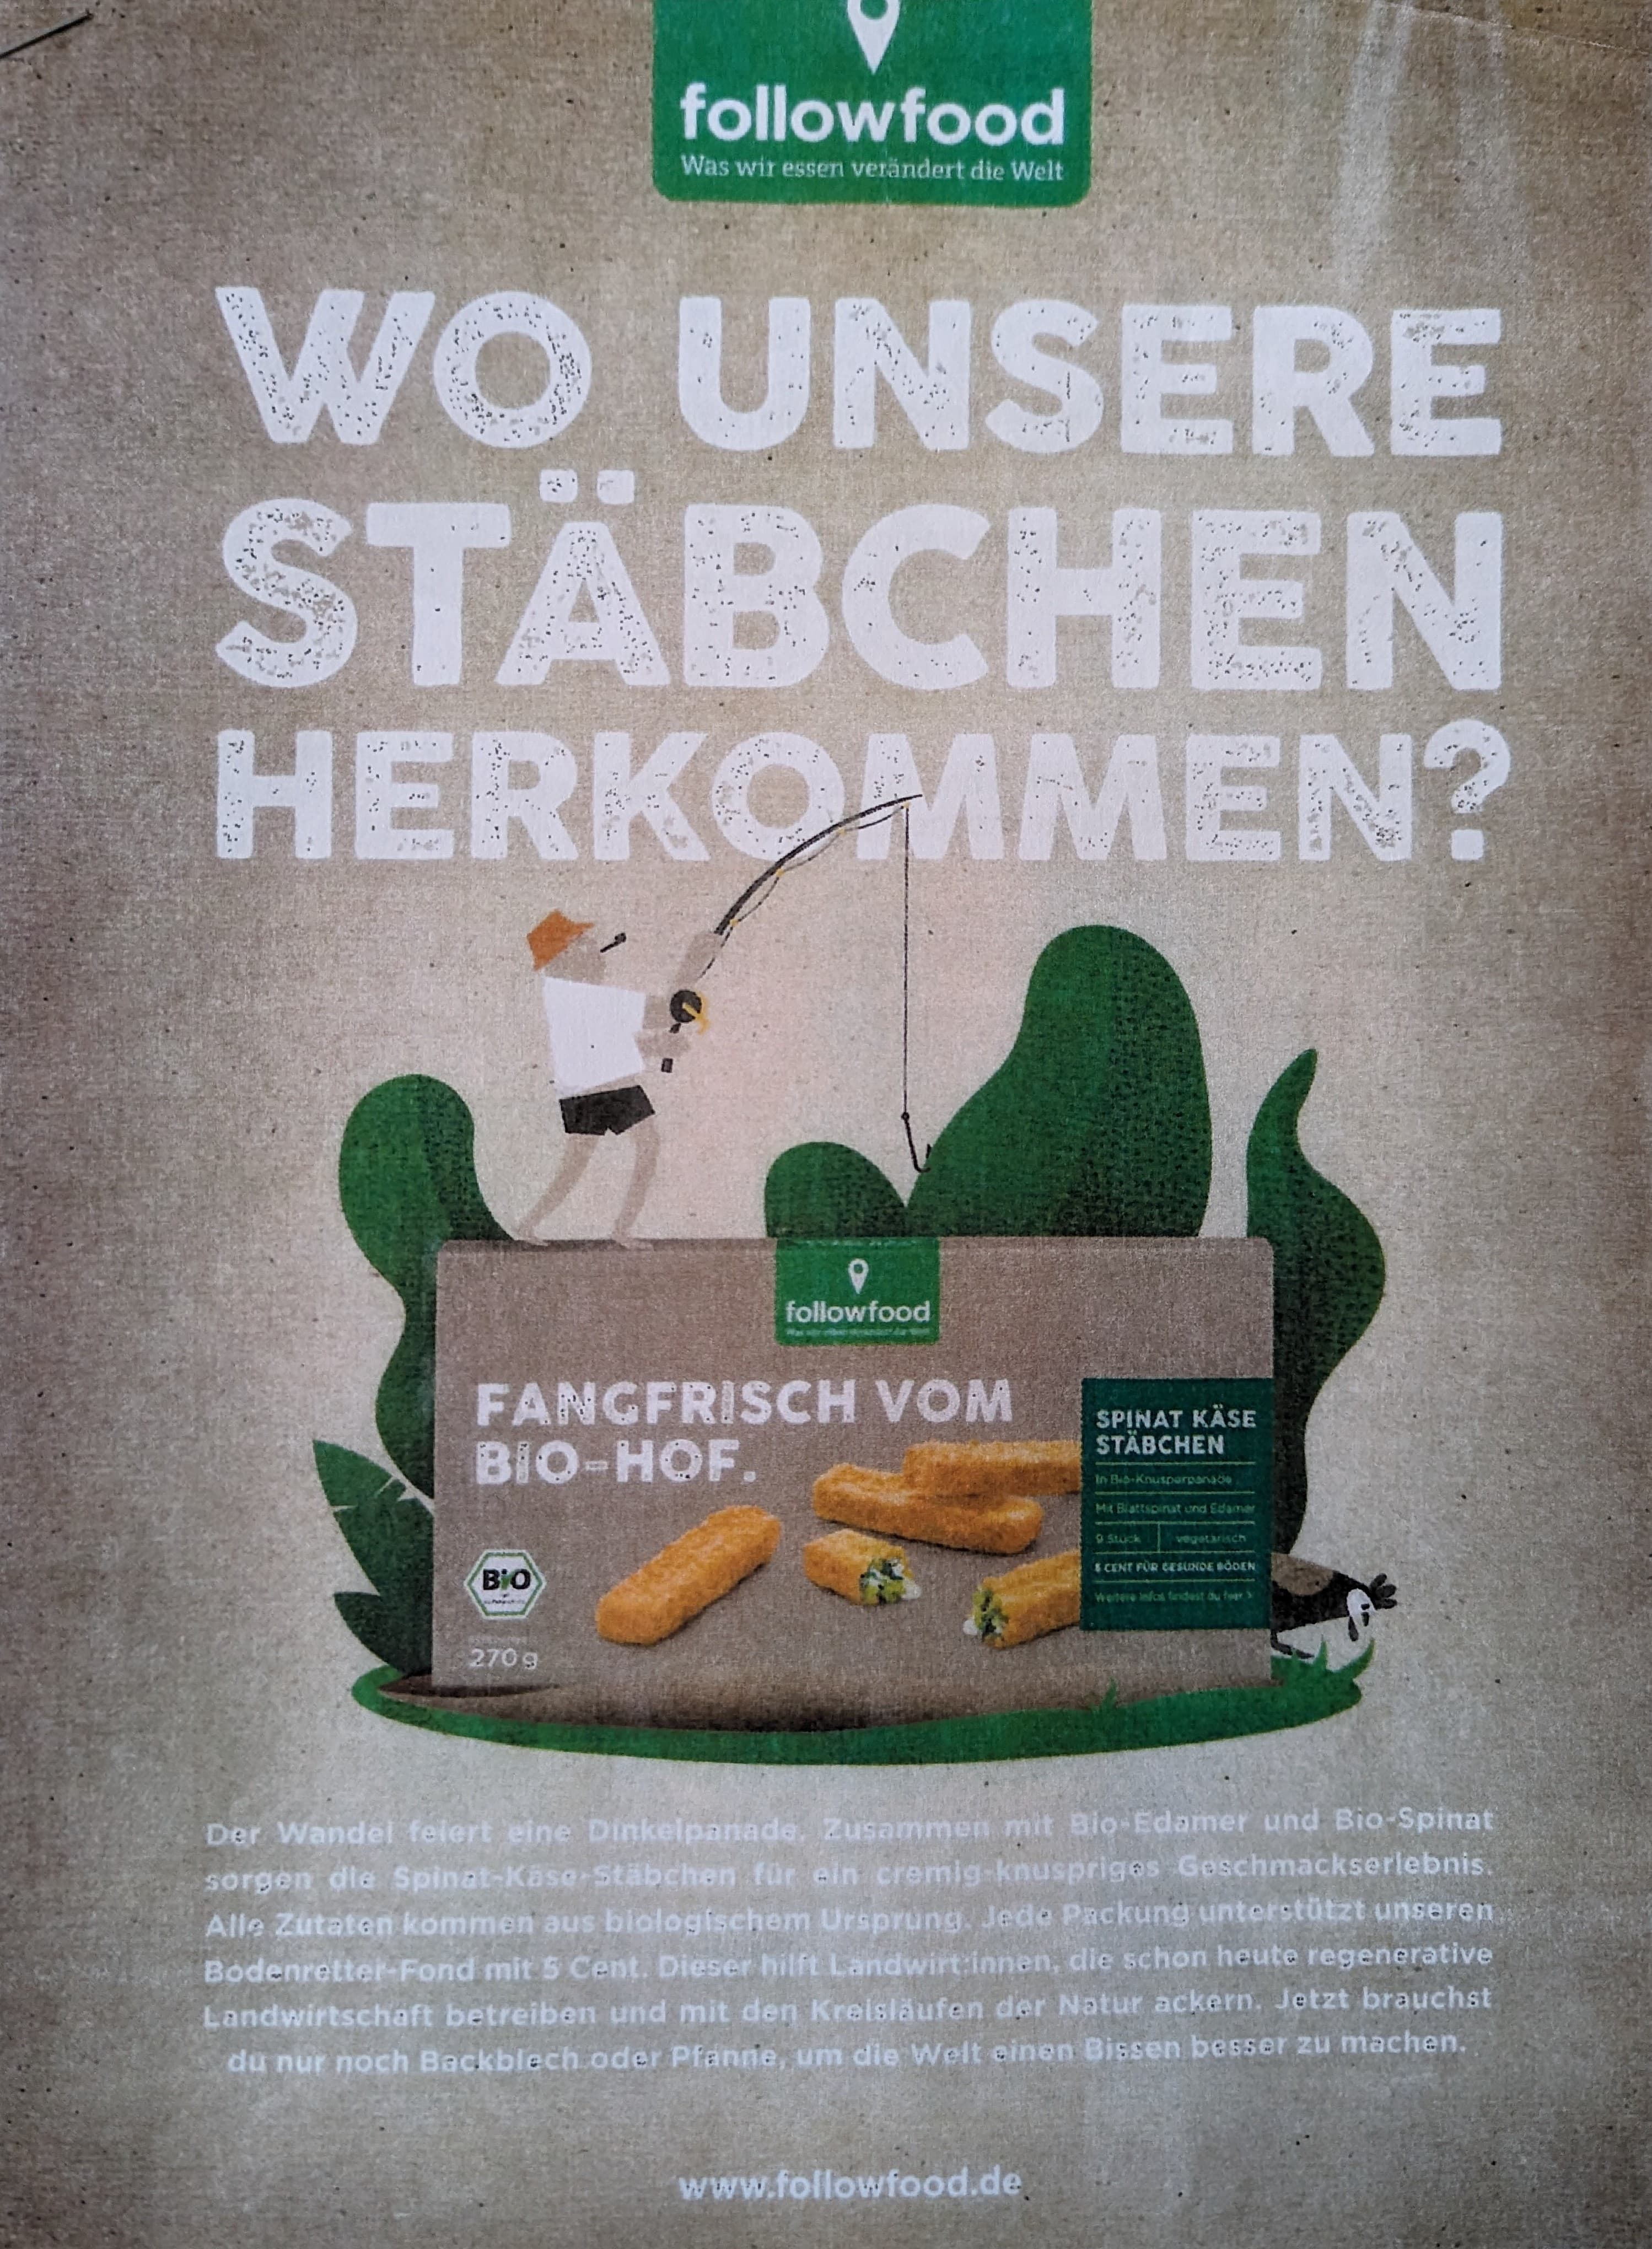 followfood
Was wir essen verändert die Welt
WO UNSERE
STÄBCHEN
HERKOMMEN?
followfood
FANGFRISCH VOM
BIO-HOF.
SPINAT KÄSE
STÄBCHEN
In Bio-Knusperpanade
Mit Blattspinat und Edamer
9 Stück vegetarisch
5 CENT FÜR GESUNDE BÖDEN
Weitere Infos findest du hier >
Bio
270 g
Der Wandel feiert eine Dinkelpanade. Zusammen mit Bio-Edamer und Bio-Spinat
sorgen die Spinat-Käse-Stäbchen für ein cremig-knuspriges Geschmackserlebnis.
Alle Zutaten kommen aus biologischem Ursprung. Jede Packung unterstützt unseren
Bodenretter-Fond mit 5 Cent. Dieser hilft Landwirt:innen, die schon heute regenerative
Landwirtschaft betreiben und mit den Kreisläufen der Natur ackern. Jetzt brauchst
du nur noch Backblech oder Pfanne, um die Welt einen Bissen besser zu machen.
www.followfood.de